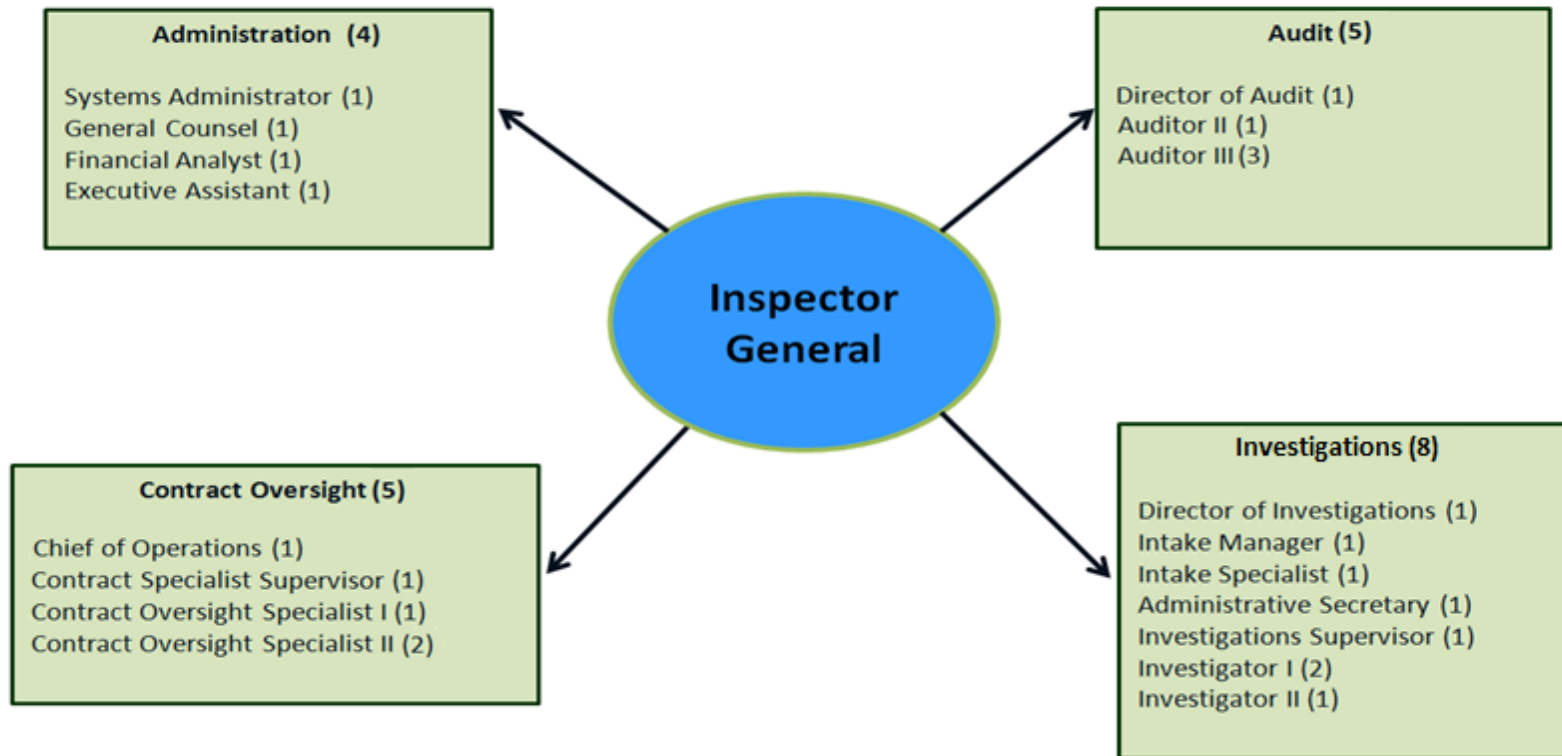 Administration (4)
Systems Administrator (1)
General Counsel (1)
Financial Analyst (1)
Executive Assistant (1)
Audit (5)
Director of Audit (1)
Auditor II (1)
Auditor III (3)
Inspector
General
Contract Oversight (5)
Chief of Operations (1)
Contract Specialist Supervisor (1)
Contract Oversight Specialist I (1)
Contract Oversight Specialist II (2)
Investigations (8)
Director of Investigations (1)
Intake Manager (1)
Intake Specialist (1)
Administrative Secretary (1)
Investigations Supervisor (1)
Investigator I (2)
Investigator II (1)